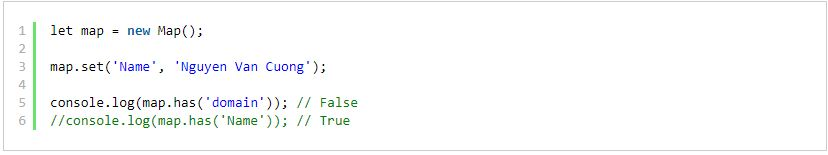 1 let map = new Map();
2
3 map.set('Name', 'Nguyen Van Cuong');
4
5 console.log(map.has('domain')); // False
6 //console.log(map.has('Name')); // True